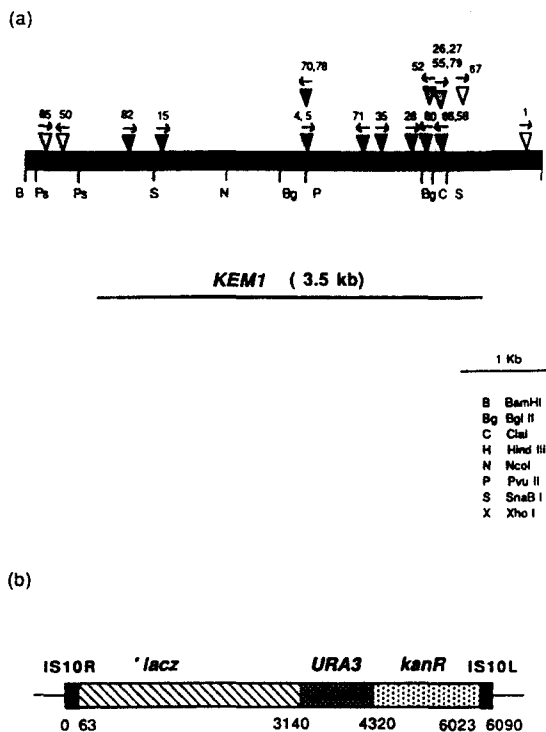 (a)
26,27
70,78 52 55,79 67
85 50 82 15 4,5 71 35 28 80 1
B Ps Ps S N Bg P Bg C S
KEM1 ( 3.5 kb)
1 Kb
B BamHI
Bg Bgl II
C ClaI
H Hind III
N NcoI
P Pvu II
S SnaB I
X Xho I
(b)
IS10R ' lacz URA3 kanR IS10L
0 63 3140 4320 6023 6090